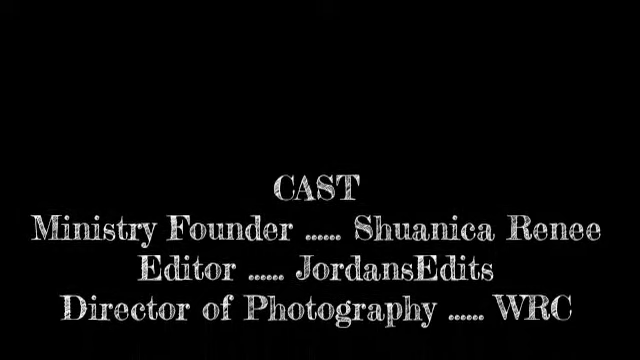 CAST
Ministry Founder ...... Shuanica Renee
Editor ...... JordansEdits
Director of Photography ...... WRC